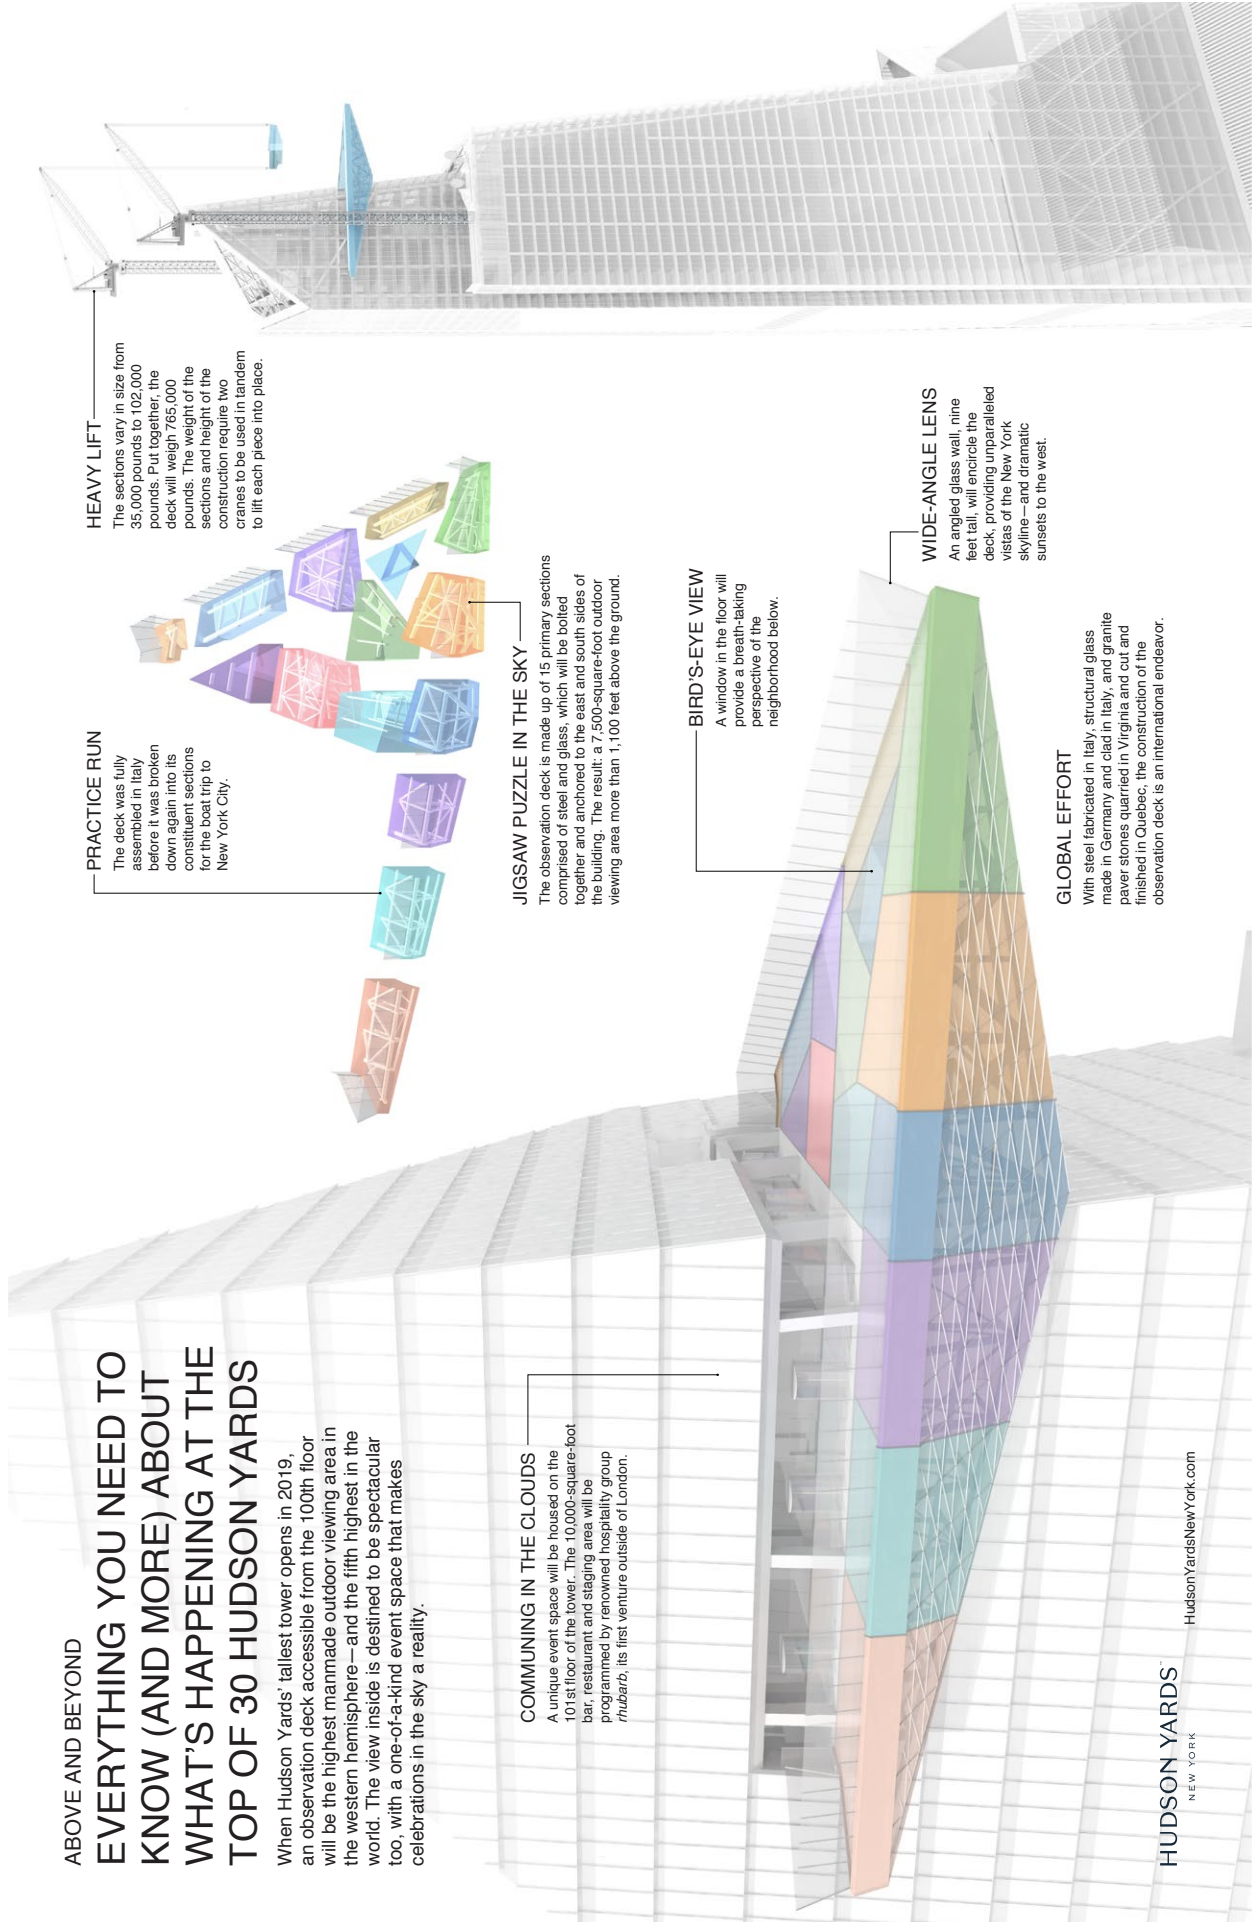 ABOVE AND BEYOND
EVERYTHING YOU NEED TO
KNOW (AND MORE) ABOUT
WHAT'S HAPPENING AT THE
TOP OF 30 HUDSON YARDS
When Hudson Yards' tallest tower opens in 2019,
an observation deck accessible from the 100th floor
will be the highest manmade outdoor viewing area in
the western hemisphere—and the fifth highest in the
world. The view inside is destined to be spectacular
too, with a one-of-a-kind event space that makes
celebrations in the sky a reality.
COMMUNING IN THE CLOUDS
A unique event space will be housed on the
101st floor of the tower. The 10,000-square-foot
bar, restaurant and staging area will be
programmed by renowned hospitality group
rhubarb, its first venture outside of London.
PRACTICE RUN
The deck was fully
assembled in Italy
before it was broken
down again into its
constituent sections
for the boat trip to
New York City.
HEAVY LIFT
The sections vary in size from
35,000 pounds to 102,000
pounds. Put together, the
deck will weigh 765,000
pounds. The weight of the
sections and height of the
construction require two
cranes to be used in tandem
to lift each piece into place.
JIGSAW PUZZLE IN THE SKY
The observation deck is made up of 15 primary sections
comprised of steel and glass, which will be bolted
together and anchored to the east and south sides of
the building. The result: a 7,500-square-foot outdoor
viewing area more than 1,100 feet above the ground.
BIRD'S-EYE VIEW
A window in the floor will
provide a breath-taking
perspective of the
neighborhood below.
WIDE-ANGLE LENS
An angled glass wall, nine
feet tall, will encircle the
deck, providing unparalleled
vistas of the New York
skyline—and dramatic
sunsets to the west.
GLOBAL EFFORT
With steel fabricated in Italy, structural glass
made in Germany and clad in Italy, and granite
paver stones quarried in Virginia and cut and
finished in Quebec, the construction of the
observation deck is an international endeavor.
HUDSON YARDS™
NEW YORK
HudsonYardsNewYork.com